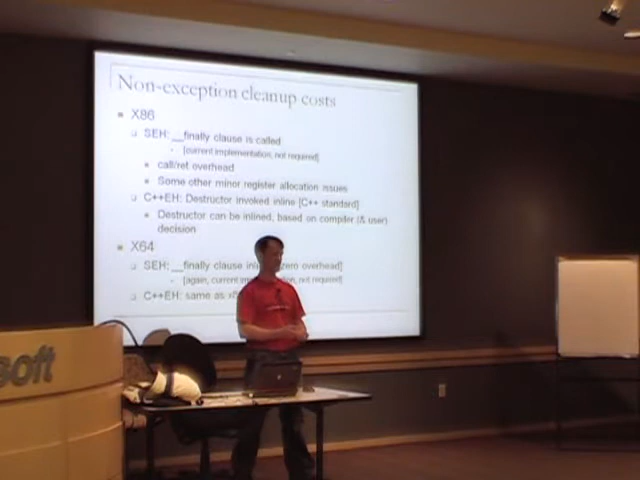 Non-exception cleanup costs
X86
SEH: __finally clause is called
[current implementation, not required]
call/ret overhead
Some other minor register allocation issues
C++EH: Destructor invoked inline [C++ standard]
Destructor can be inlined, based on compiler (& user)
decision
X64
SEH: __finally clause zero overhead]
[again, current not required]
C++EH: same as
soft